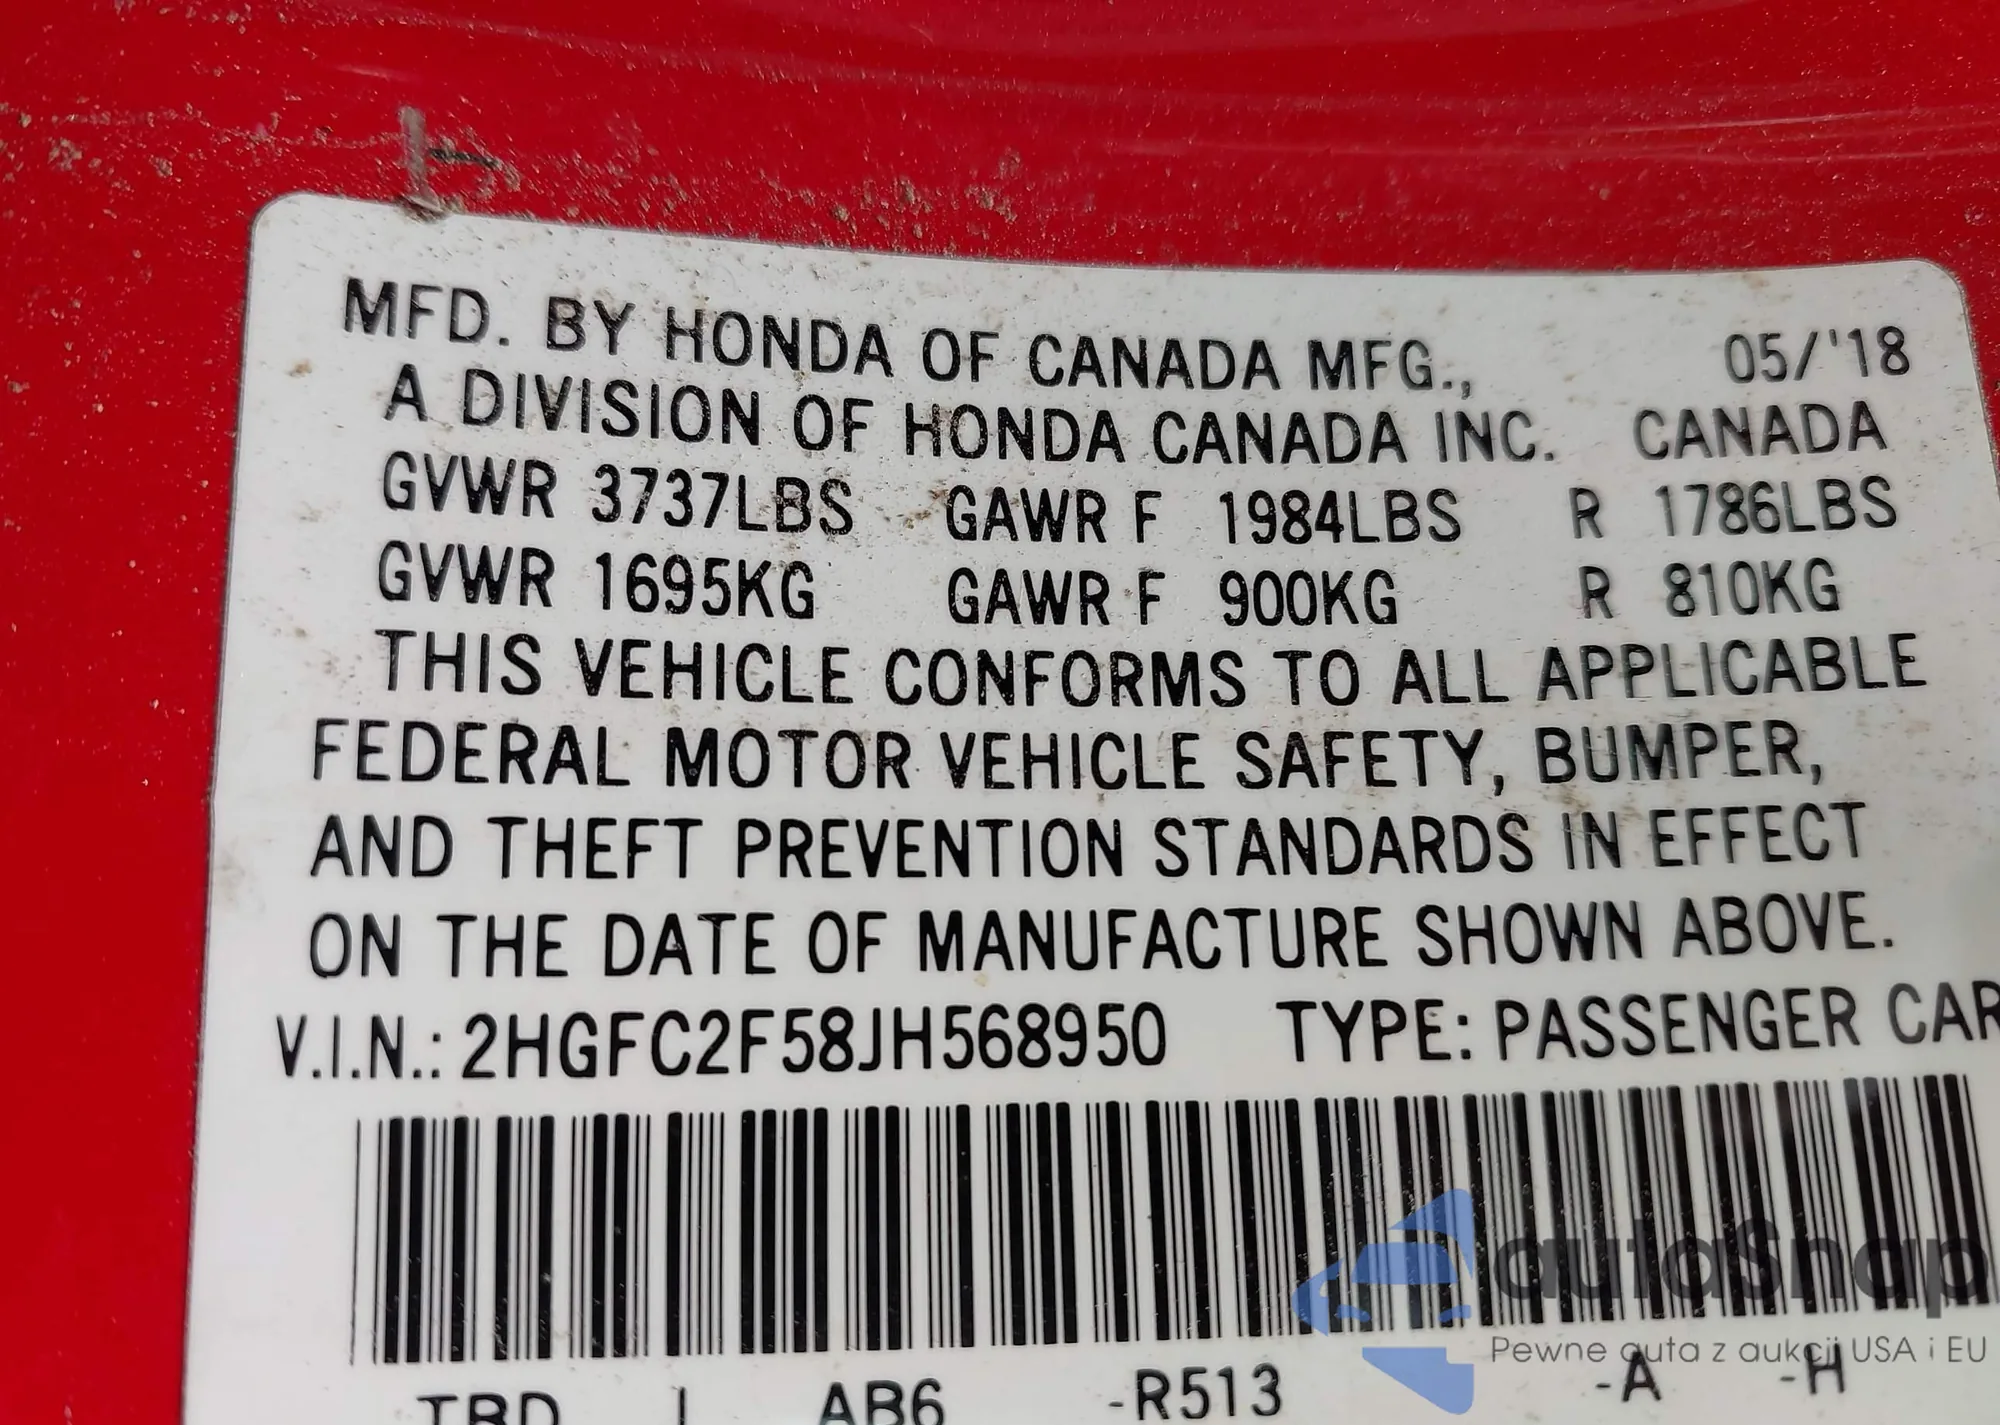 MFD. BY HONDA OF CANADA MFG., 05/'18
A DIVISION OF HONDA CANADA INC. CANADA
GVWR 3737LBS GAWR F 1984LBS R 1786LBS
GVWR 1695KG GAWR F 900KG R 810KG
THIS VEHICLE CONFORMS TO ALL APPLICABLE
FEDERAL MOTOR VEHICLE SAFETY, BUMPER,
AND THEFT PREVENTION STANDARDS IN EFFECT
ON THE DATE OF MANUFACTURE SHOWN ABOVE.
V.I.N.: 2HGFC2F58JH568950 TYPE: PASSENGER CAR
autaSnap
Pewne auta z aukcji USA i EU
AB6 -R513 -A -H